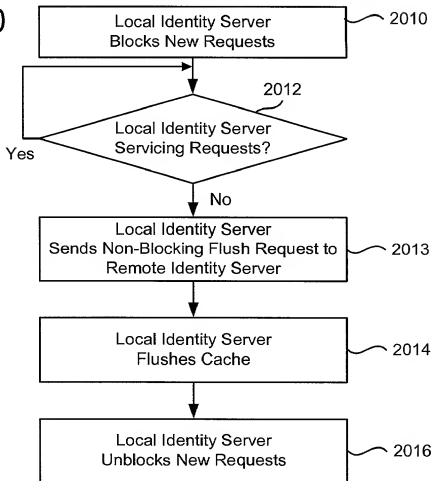 )
Local Identity Server
Blocks New Requests
2010
2012
Local Identity Server
Servicing Requests?
Yes
No
Local Identity Server
Sends Non-Blocking Flush Request to
Remote Identity Server
2013
Local Identity Server
Flushes Cache
2014
Local Identity Server
Unblocks New Requests
2016